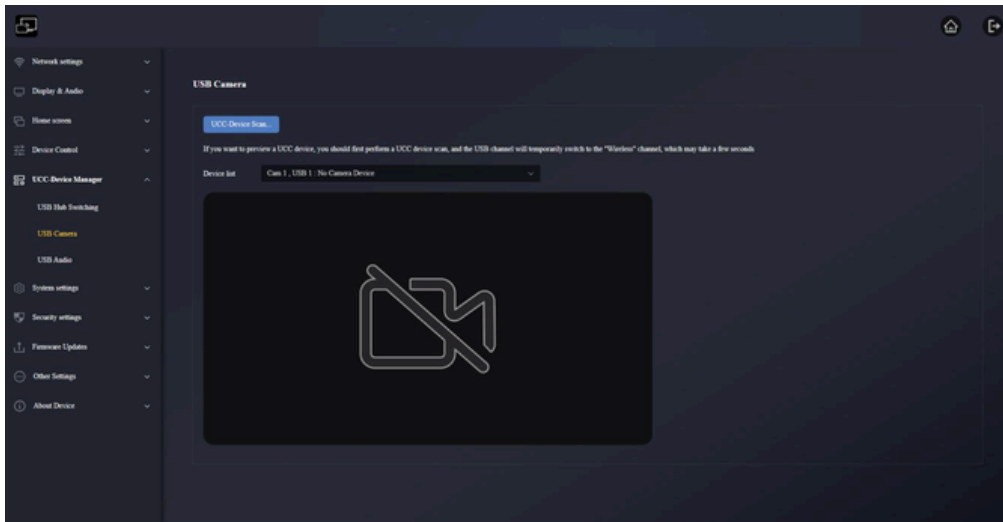 Network settings
Display & Audio
Home screen
Device Control
UCC-Device Manager
USB Hub Switching
USB Camera
USB Audio
System settings
Security settings
Firmware Updates
Other Settings
About Device
USB Camera
UCC-Device Scan...
If you want to preview a UCC device, you should first perform a UCC device scan, and the USB channel will temporarily switch to the "Wireless" channel, which may take a few seconds
Device list
Cam 1 , USB 1 : No Camera Device